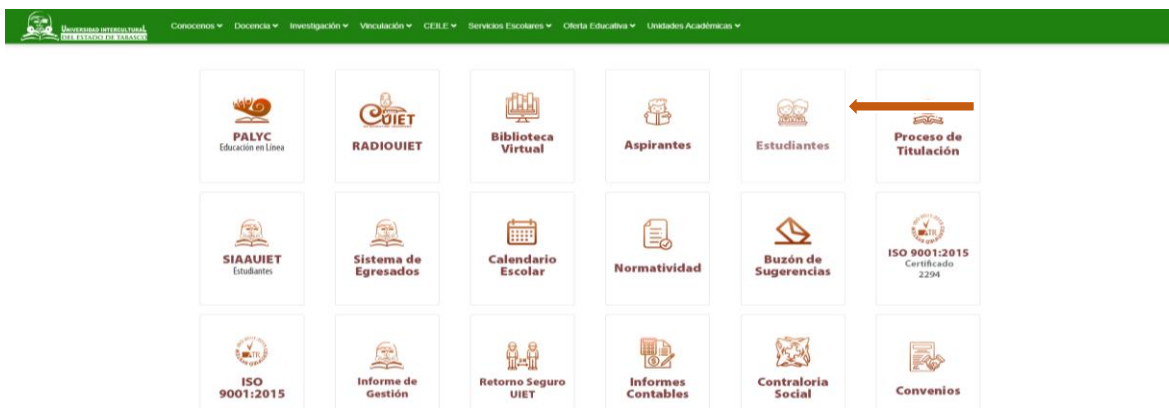 UNIVERSIDAD INTERCULTURAL
DEL ESTADO DE TABASCO
Conocenos Docencia Investigación Vinculación CEILE Servicios Escolares Oferta Educativa Unidades Académicas
PALYC
Educación en Línea
CUIET
RADIOUIET
Biblioteca
Virtual
Aspirantes
Estudiantes
Proceso de
Titulación
SIAAUIET
Estudiantes
Sistema de
Egresados
Calendario
Escolar
Normatividad
Buzón de
Sugerencias
ISO 9001:2015
Certificado
2294
ISO
9001:2015
Informe de
Gestión
Retorno Seguro
UIET
Informes
Contables
Contraloria
Social
Convenios